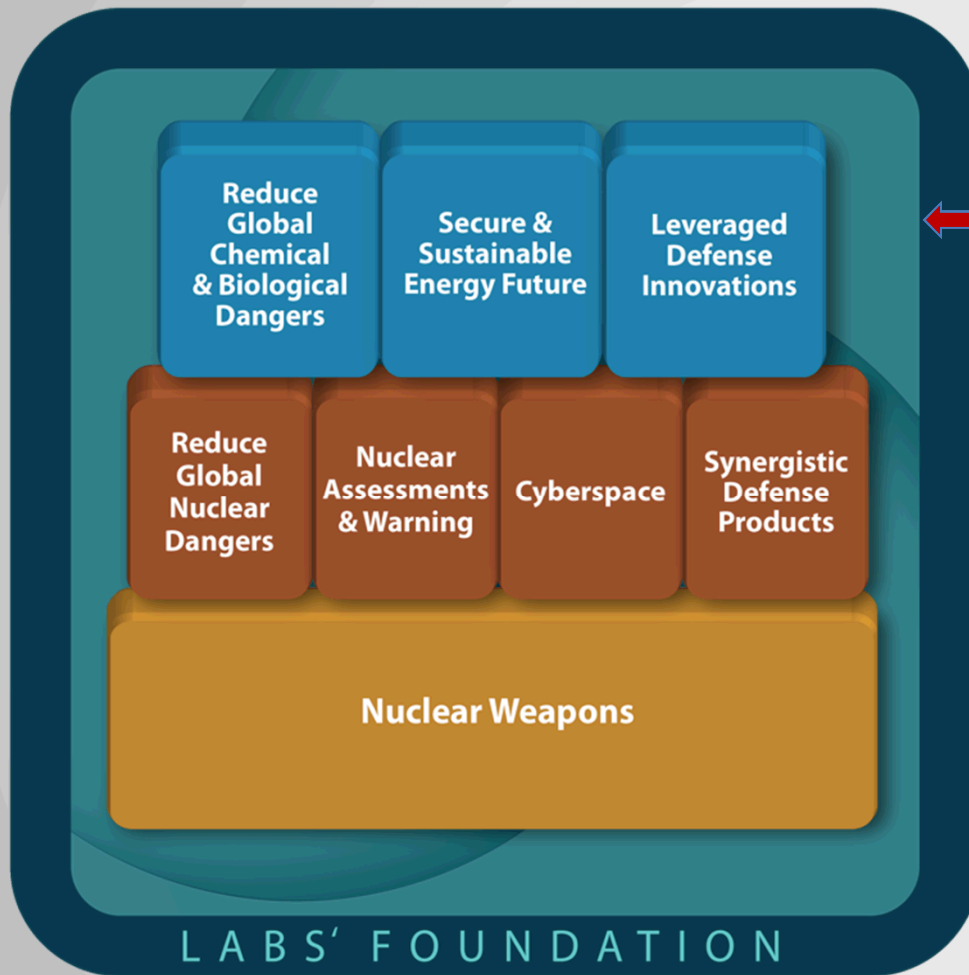 Reduce
Global
Chemical
& Biological
Dangers
Secure &
Sustainable
Energy Future
Leveraged
Defense
Innovations
Reduce
Global
Nuclear
Dangers
Nuclear
Assessments
& Warning
Cyberspace
Synergistic
Defense
Products
Nuclear Weapons
LABS‘ FOUNDATION